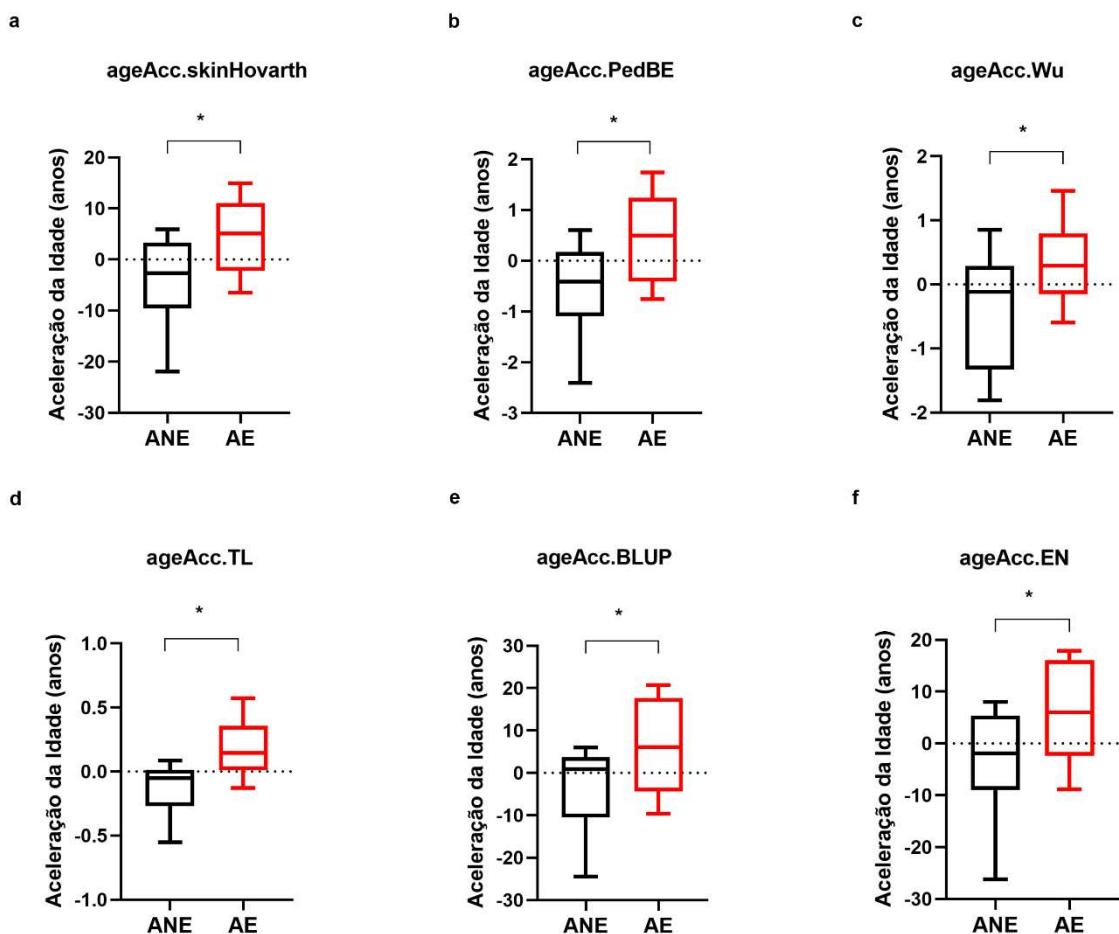 a
ageAcc.skinHovarth
*
Aceleração da Idade (anos)
20
10
0
-10
-20
-30
ANE AE
b
ageAcc.PedBE
*
Aceleração da Idade (anos)
2
1
0
-1
-2
-3
ANE AE
c
ageAcc.Wu
*
Aceleração da Idade (anos)
2
1
0
-1
-2
ANE AE
d
ageAcc.TL
*
Aceleração da Idade (anos)
1.0
0.5
0.0
-0.5
-1.0
ANE AE
e
ageAcc.BLUP
*
Aceleração da Idade (anos)
30
20
10
0
-10
-20
-30
ANE AE
f
ageAcc.EN
*
Aceleração da Idade (anos)
20
10
0
-10
-20
-30
ANE AE